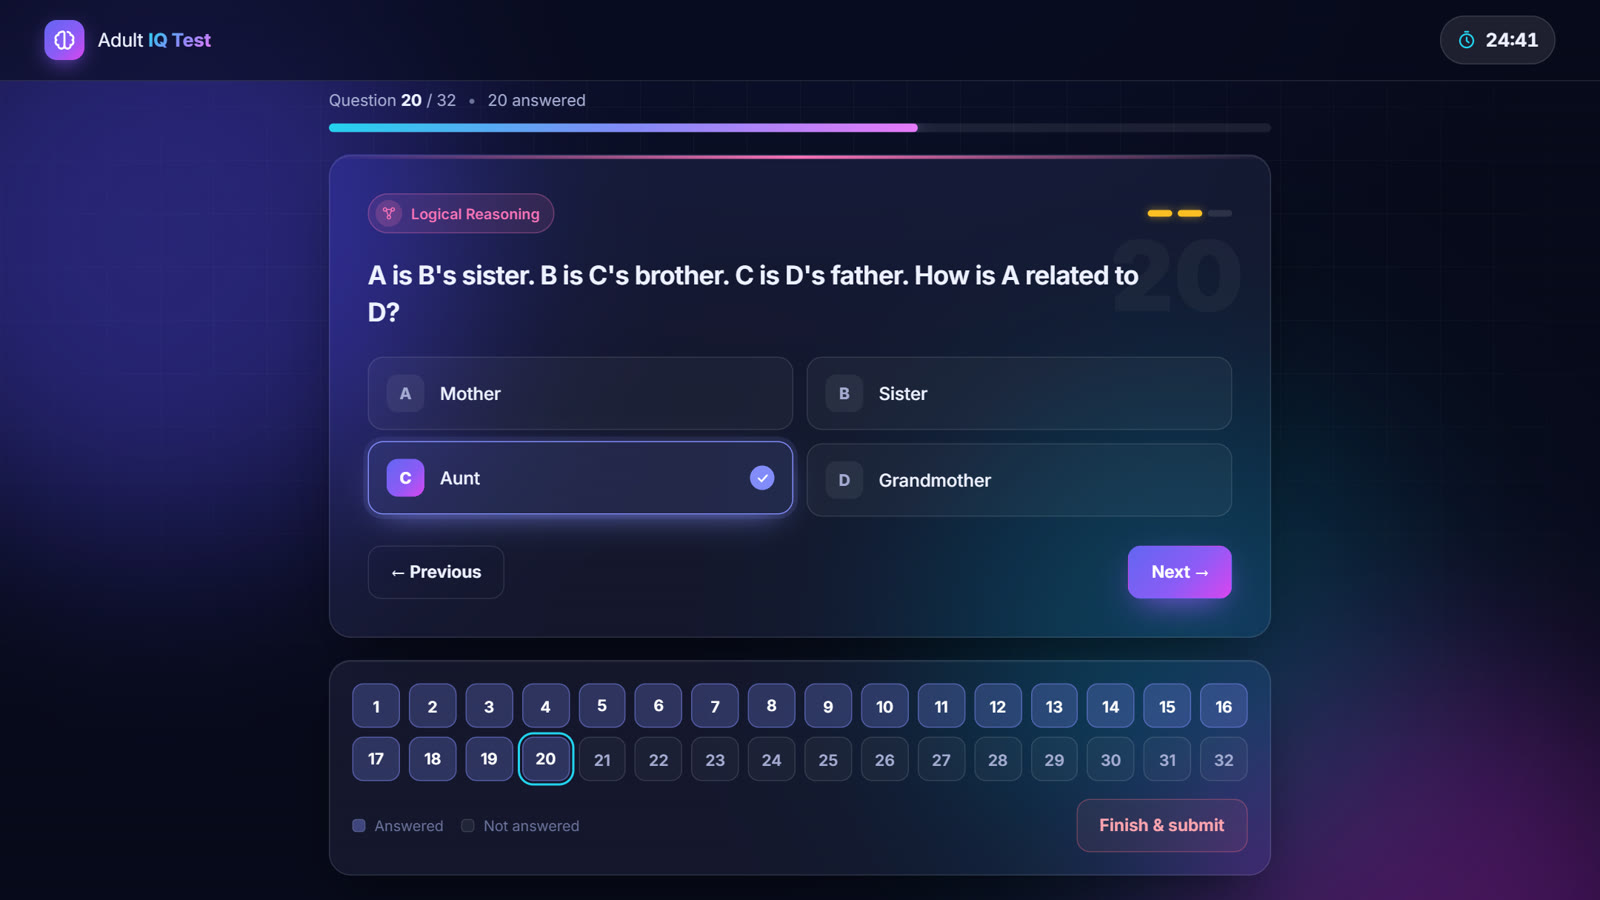 Adult IQ Test
24:41
Question 20 / 32 • 20 answered
Logical Reasoning
20
A is B's sister. B is C's brother. C is D's father. How is A related to
D?
A Mother
B Sister
C Aunt
D Grandmother
← Previous
Next →
1 2 3 4 5 6 7 8 9 10 11 12 13 14 15 16
17 18 19 20 21 22 23 24 25 26 27 28 29 30 31 32
Answered Not answered
Finish & submit